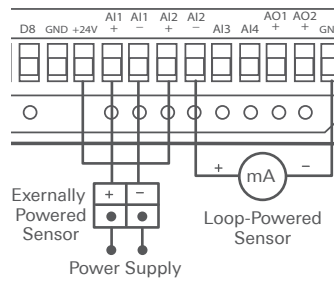 D8 GND +24V AI1 + AI1 – AI2 + AI2 – AI3 AI4 AO1 + AO2 + GN
+ –
+ mA –
Exernally
Powered
Sensor
Loop-Powered
Sensor
Power Supply